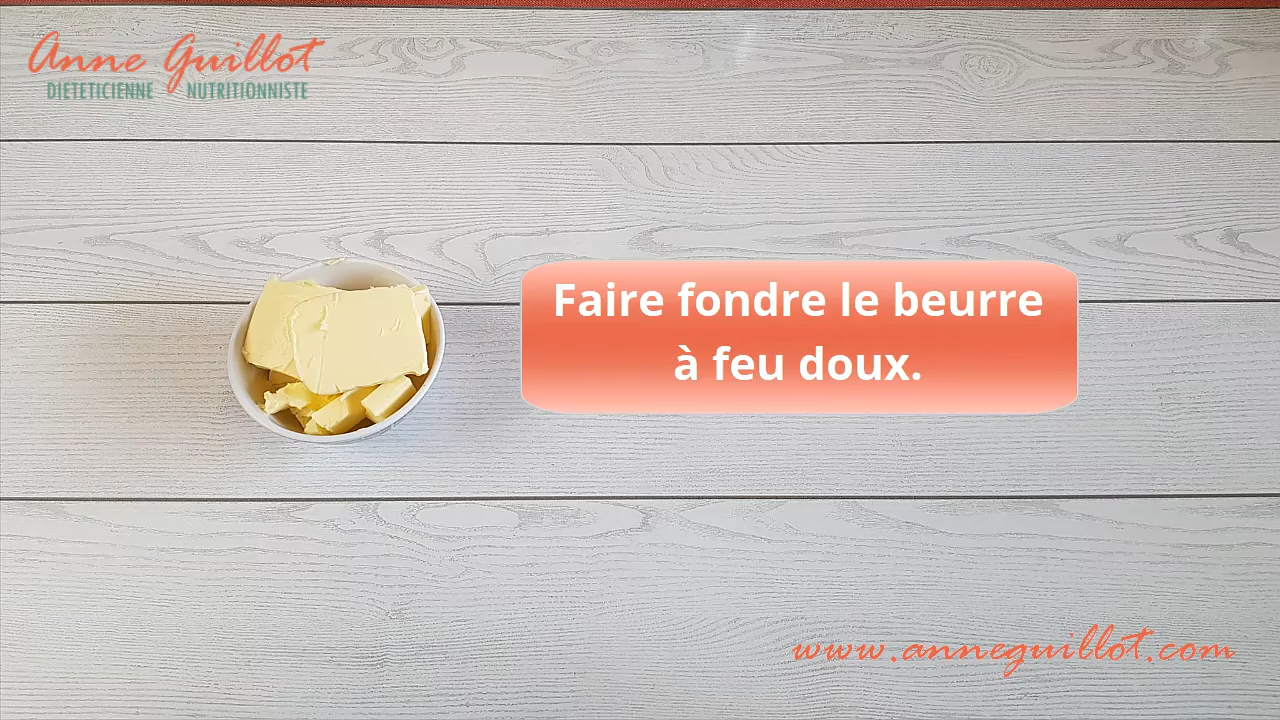 Anne Guillot
DIETETICIENNE NUTRITIONNISTE
Faire fondre le beurre
à feu doux.
www.anneguillot.com